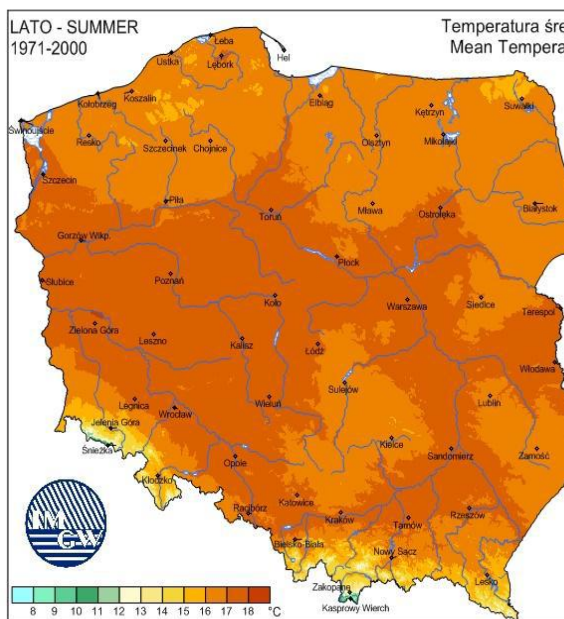 LATO - SUMMER
1971-2000
Temperatura śre
Mean Tempera
Łeba
Ustka
Lębork
Hel
Kołobrzeg
Koszalin
Elbląg
Kętrzyn
Suwałki
Świnoujście
Resko
Szczecinek
Chojnice
Olsztyn
Mikołajki
Szczecin
Piła
Toruń
Mława
Ostrołęka
Białystok
Gorzów Wlkp.
Płock
Słubice
Poznań
Koło
Warszawa
Siedlce
Terespol
Zielona Góra
Leszno
Kalisz
Łódź
Włodawa
Sulejów
Legnica
Wrocław
Wieluń
Lublin
Jelenia Góra
Śnieżka
Kielce
Sandomierz
Zamość
Opole
Kłodzko
Katowice
Racibórz
Kraków
Tarnów
Rzeszów
Bielsko-Biała
Nowy Sącz
Lesko
Zakopane
Kasprowy Wierch
IM
GW
8 9 10 11 12 13 14 15 16 17 18 °C